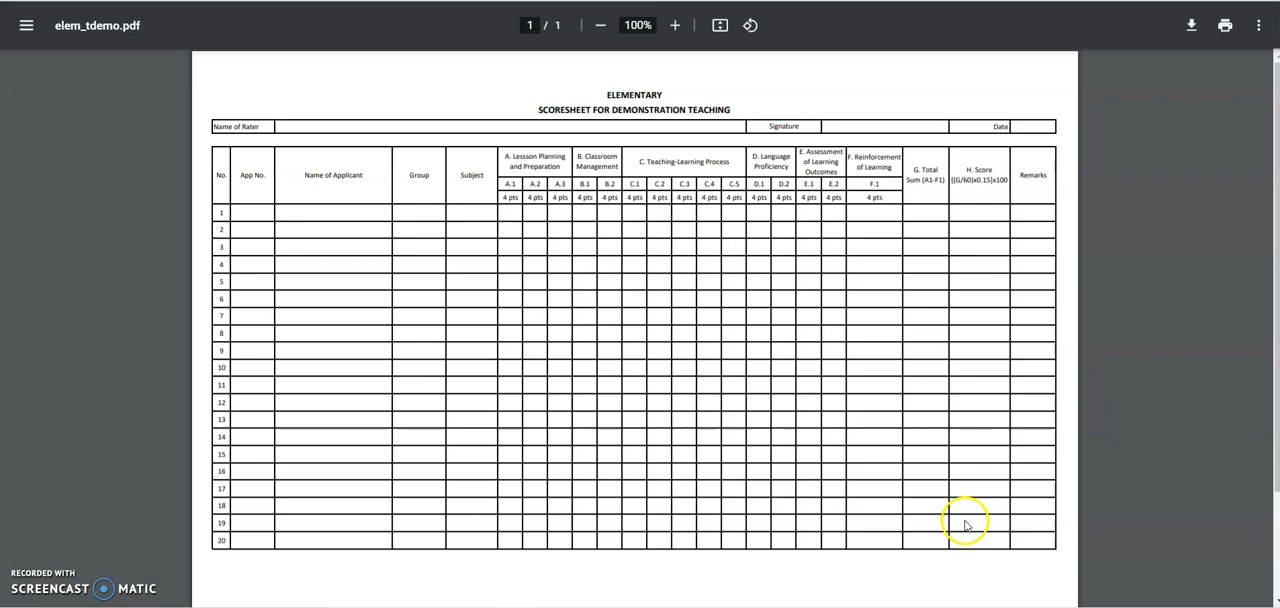 elem_tdemo.pdf
1 / 1
100%
ELEMENTARY
SCORESHEET FOR DEMONSTRATION TEACHING
Name of Rater Signature Date
No. App No. Name of Applicant Group Subject A. Lessson Planning and Preparation B. Classroom Management C. Teaching-Learning Process D. Language Proficiency E. Assessment of Learning Outcomes F. Reinforcement of Learning G. Total Sum (A1-F1) H. Score [(G/60)x0.15]x100 Remarks
A.1 A.2 A.3 B.1 B.2 C.1 C.2 C.3 C.4 C.5 D.1 D.2 E.1 E.2 F.1
4 pts 4 pts 4 pts 4 pts 4 pts 4 pts 4 pts 4 pts 4 pts 4 pts 4 pts 4 pts 4 pts 4 pts 4 pts
1
2
3
4
5
6
7
8
9
10
11
12
13
14
15
16
17
18
19
20
RECORDED WITH
SCREENCAST MATIC